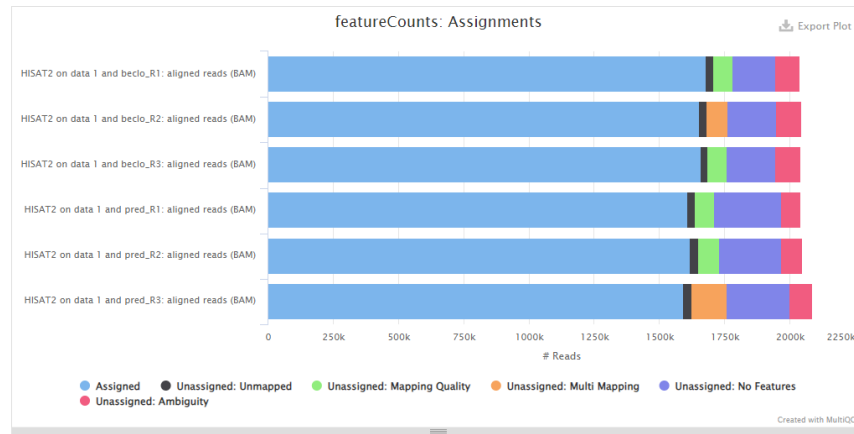 featureCounts: Assignments
Export Plot
HISAT2 on data 1 and beclo_R1: aligned reads (BAM)
HISAT2 on data 1 and beclo_R2: aligned reads (BAM)
HISAT2 on data 1 and beclo_R3: aligned reads (BAM)
HISAT2 on data 1 and pred_R1: aligned reads (BAM)
HISAT2 on data 1 and pred_R2: aligned reads (BAM)
HISAT2 on data 1 and pred_R3: aligned reads (BAM)
0 250k 500k 750k 1000k 1250k 1500k 1750k 2000k 2250k
# Reads
Assigned Unassigned: Unmapped Unassigned: Mapping Quality Unassigned: Multi Mapping Unassigned: No Features
Unassigned: Ambiguity
Created with MultiQC